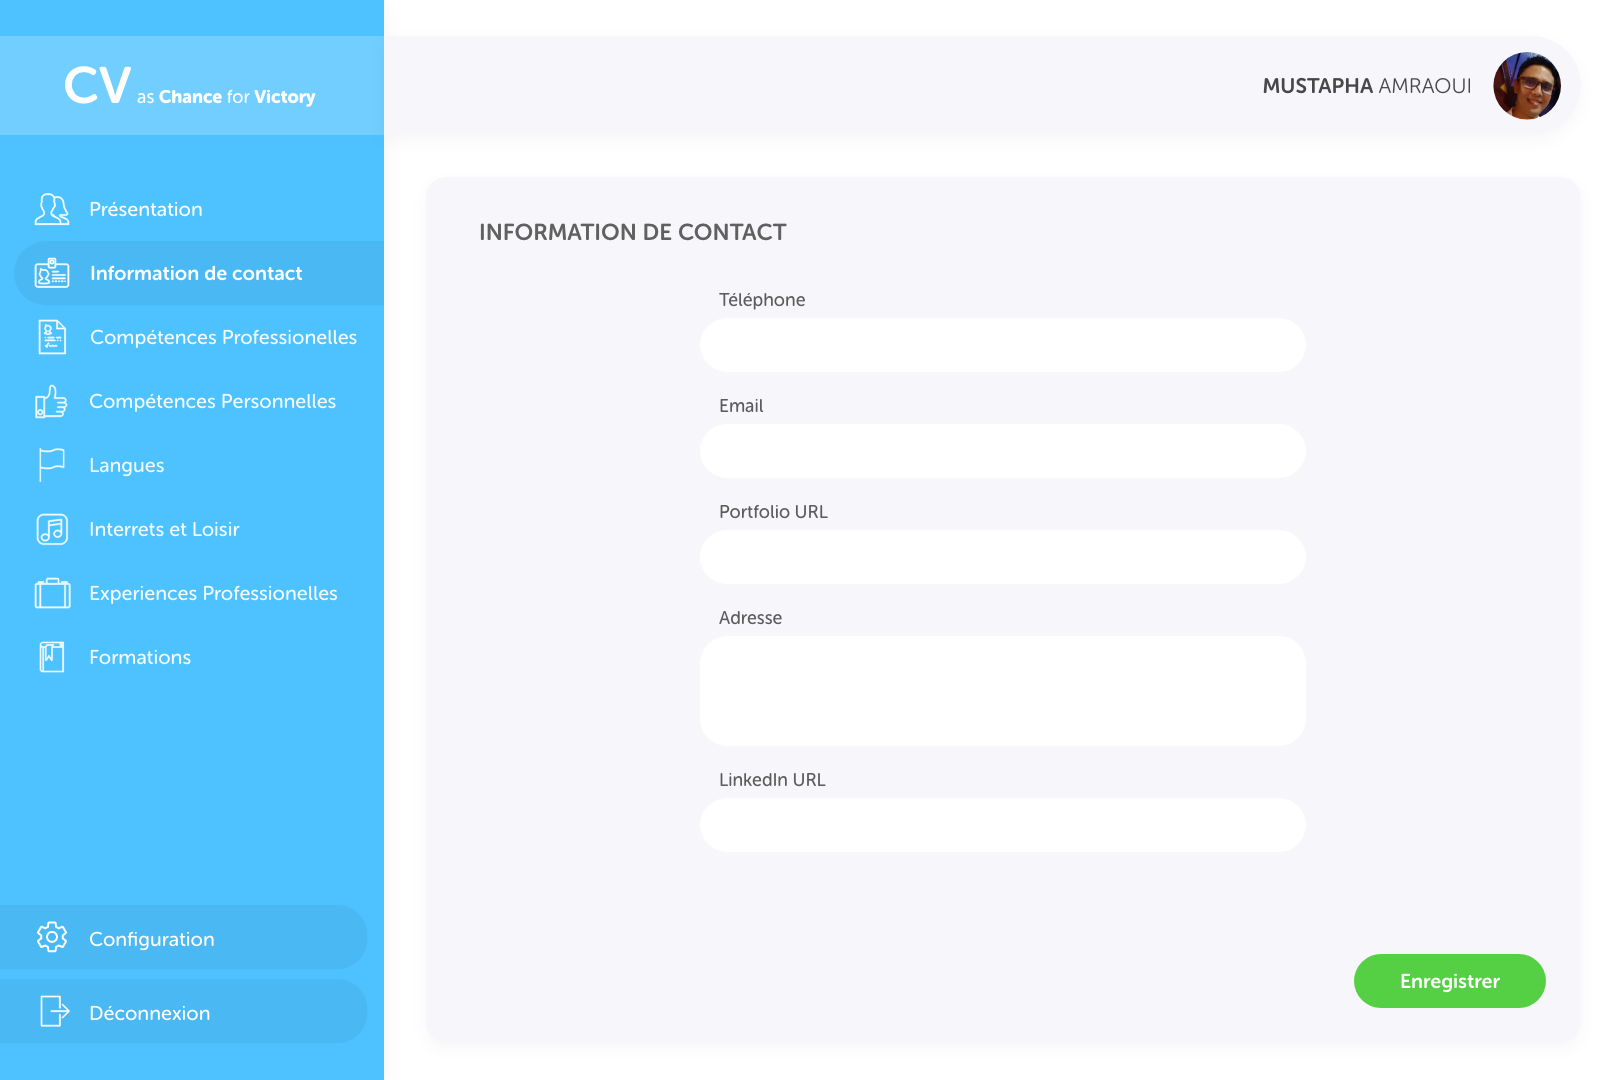 CV as Chance for Victory
MUSTAPHA AMRAOUI
Présentation
Information de contact
Compétences Professionelles
Compétences Personnelles
Langues
Interrets et Loisir
Experiences Professionelles
Formations
Configuration
Déconnexion
INFORMATION DE CONTACT
Téléphone
Email
Portfolio URL
Adresse
LinkedIn URL
Enregistrer